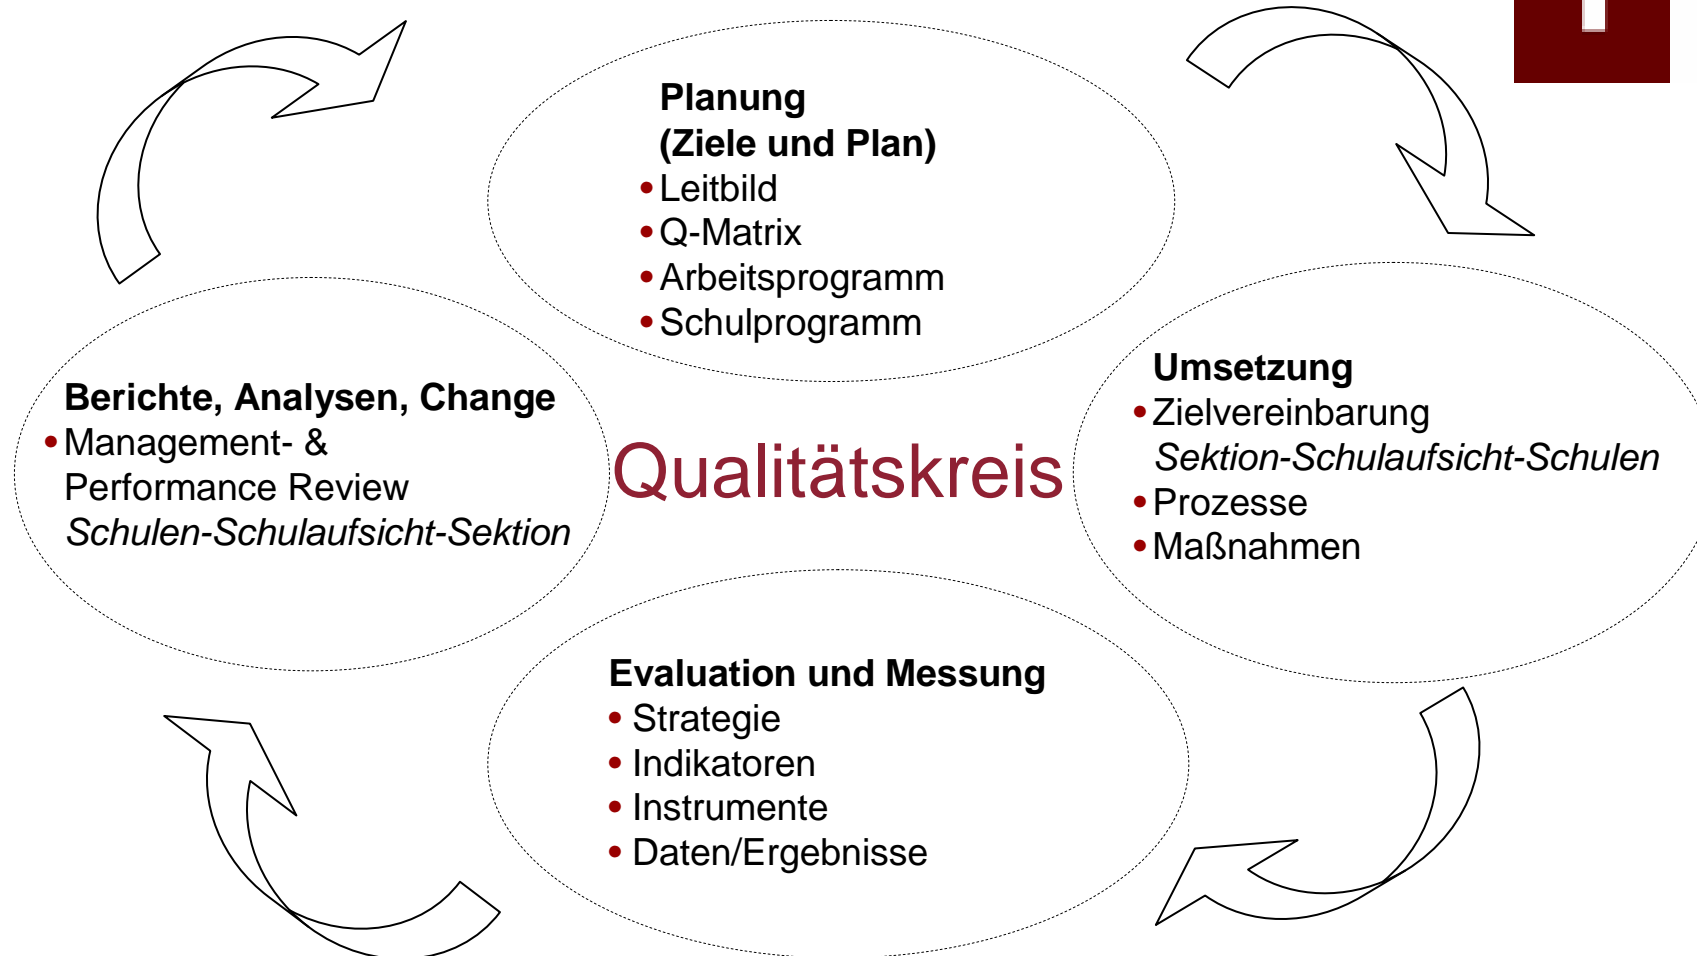 Planung
(Ziele und Plan)
•Leitbild
•Q-Matrix
•Arbeitsprogramm
•Schulprogramm
Umsetzung
•Zielvereinbarung
Sektion-Schulaufsicht-Schulen
•Prozesse
•Maßnahmen
Berichte, Analysen, Change
•Management- &
Performance Review
Schulen-Schulaufsicht-Sektion
Qualitätskreis
Evaluation und Messung
• Strategie
• Indikatoren
• Instrumente
• Daten/Ergebnisse